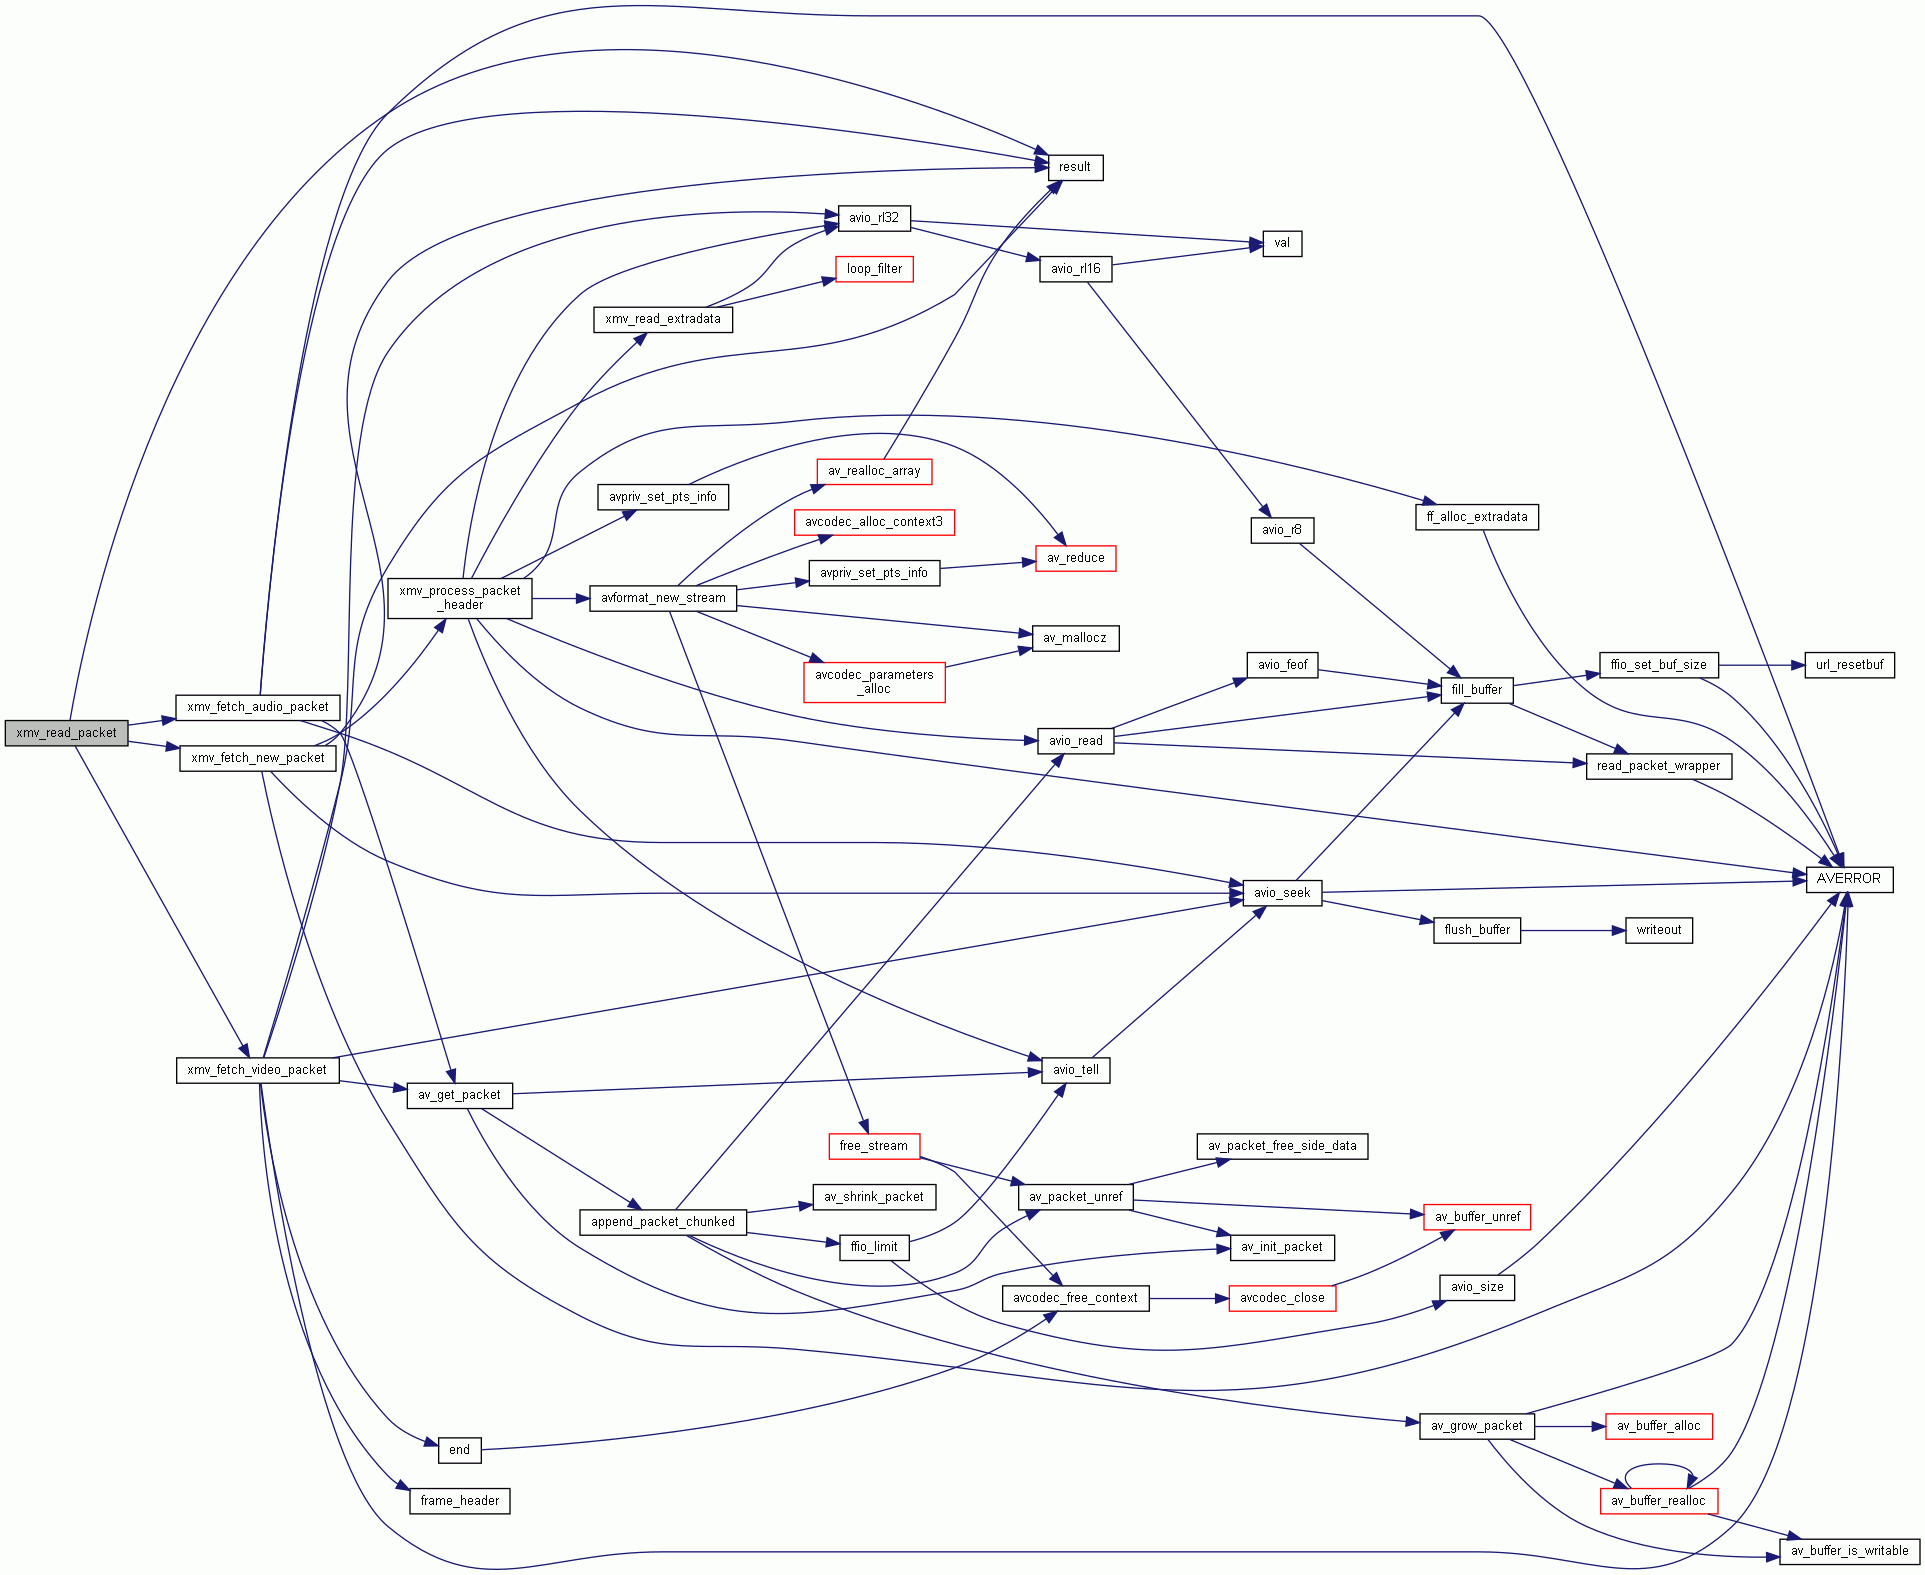 xmv_read_packet
xmv_fetch_audio_packet
xmv_fetch_new_packet
xmv_fetch_video_packet
xmv_process_packet
_header
av_get_packet
end
frame_header
xmv_read_extradata
avpriv_set_pts_info
avformat_new_stream
append_packet_chunked
avio_rl32
loop_filter
av_realloc_array
avcodec_alloc_context3
avpriv_set_pts_info
avcodec_parameters
_alloc
free_stream
av_shrink_packet
ffio_limit
result
avio_rl16
av_reduce
av_mallocz
avio_read
avio_tell
av_packet_unref
avcodec_free_context
val
avio_r8
avio_feof
avio_seek
av_packet_free_side_data
av_init_packet
avcodec_close
ff_alloc_extradata
fill_buffer
flush_buffer
av_buffer_unref
avio_size
av_grow_packet
ffio_set_buf_size
read_packet_wrapper
writeout
av_buffer_alloc
av_buffer_realloc
url_resetbuf
AVERROR
av_buffer_is_writable